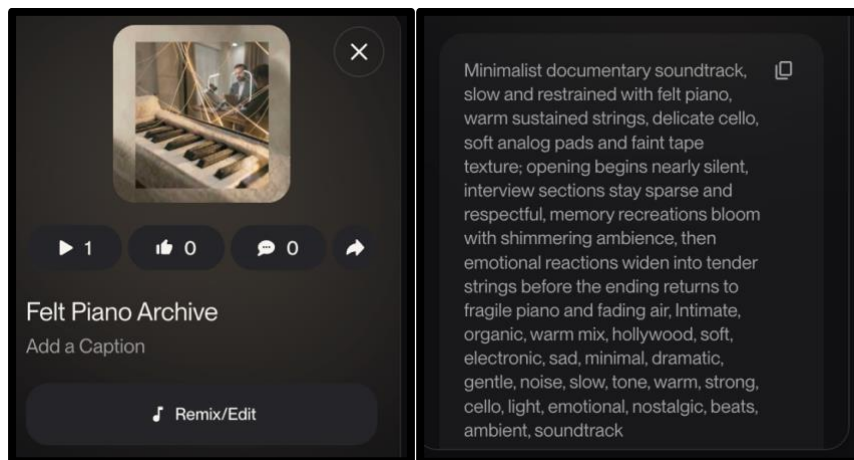 1
0
0
Felt Piano Archive
Add a Caption
Remix/Edit
Minimalist documentary soundtrack,
slow and restrained with felt piano,
warm sustained strings, delicate cello,
soft analog pads and faint tape
texture; opening begins nearly silent,
interview sections stay sparse and
respectful, memory recreations bloom
with shimmering ambience, then
emotional reactions widen into tender
strings before the ending returns to
fragile piano and fading air, Intimate,
organic, warm mix, hollywood, soft,
electronic, sad, minimal, dramatic,
gentle, noise, slow, tone, warm, strong,
cello, light, emotional, nostalgic, beats,
ambient, soundtrack